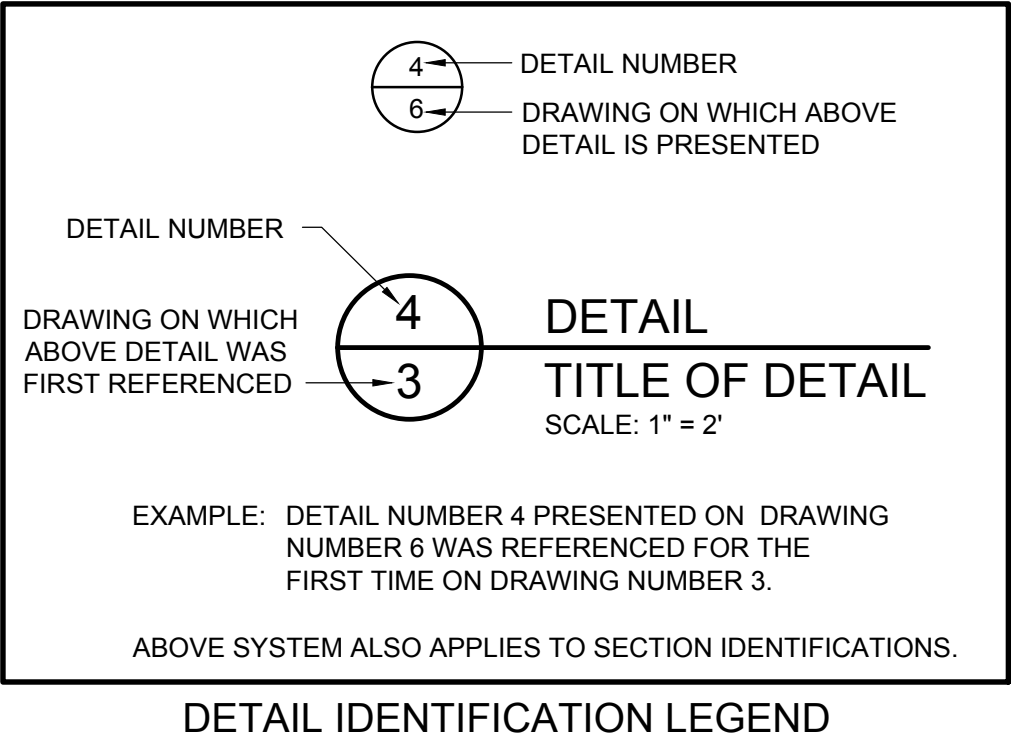 4 DETAIL NUMBER
6 DRAWING ON WHICH ABOVE
DETAIL IS PRESENTED
DETAIL NUMBER
4
DRAWING ON WHICH
ABOVE DETAIL WAS
FIRST REFERENCED
3
DETAIL
TITLE OF DETAIL
SCALE: 1" = 2'
EXAMPLE: DETAIL NUMBER 4 PRESENTED ON DRAWING
NUMBER 6 WAS REFERENCED FOR THE
FIRST TIME ON DRAWING NUMBER 3.
ABOVE SYSTEM ALSO APPLIES TO SECTION IDENTIFICATIONS.
DETAIL IDENTIFICATION LEGEND